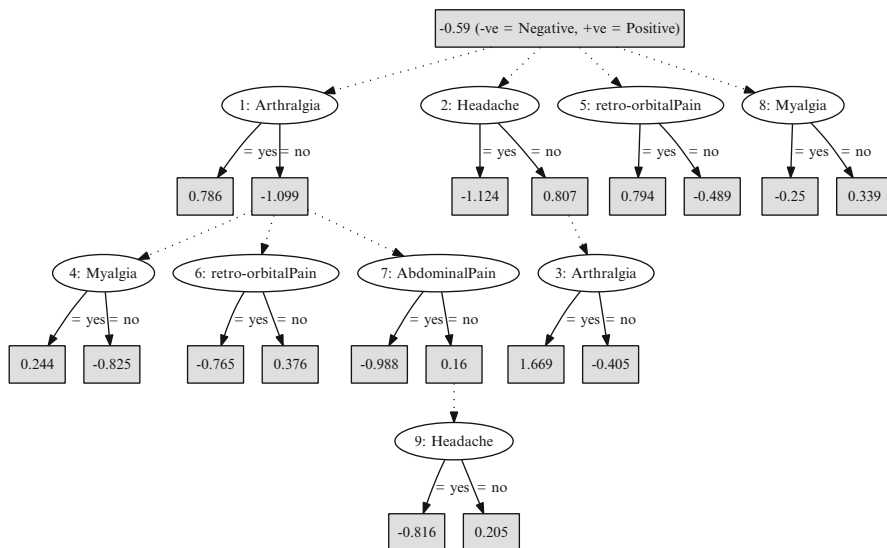 -0.59 (-ve = Negative, +ve = Positive)
1: Arthralgia
2: Headache
5: retro-orbitalPain
8: Myalgia
= yes = no
= yes = no
= yes = no
= yes = no
0.786
-1.099
-1.124
0.807
0.794
-0.489
-0.25
0.339
4: Myalgia
6: retro-orbitalPain
7: AbdominalPain
3: Arthralgia
= yes = no
= yes = no
= yes = no
= yes = no
0.244
-0.825
-0.765
0.376
-0.988
0.16
1.669
-0.405
9: Headache
= yes = no
-0.816
0.205